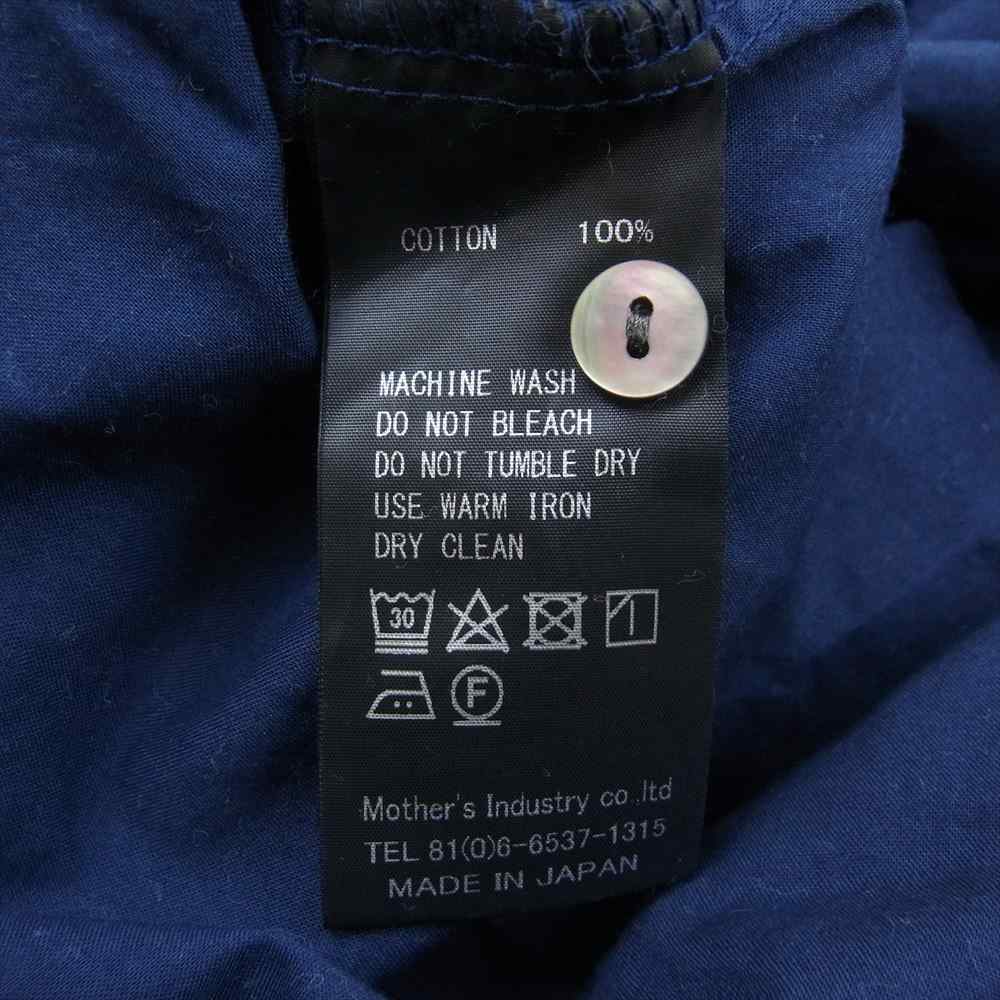 COTTON 100%
MACHINE WASH
DO NOT BLEACH
DO NOT TUMBLE DRY
USE WARM IRON
DRY CLEAN
30
F
Mother's Industry co.,ltd
TEL 81(0)6-6537-1315
MADE IN JAPAN